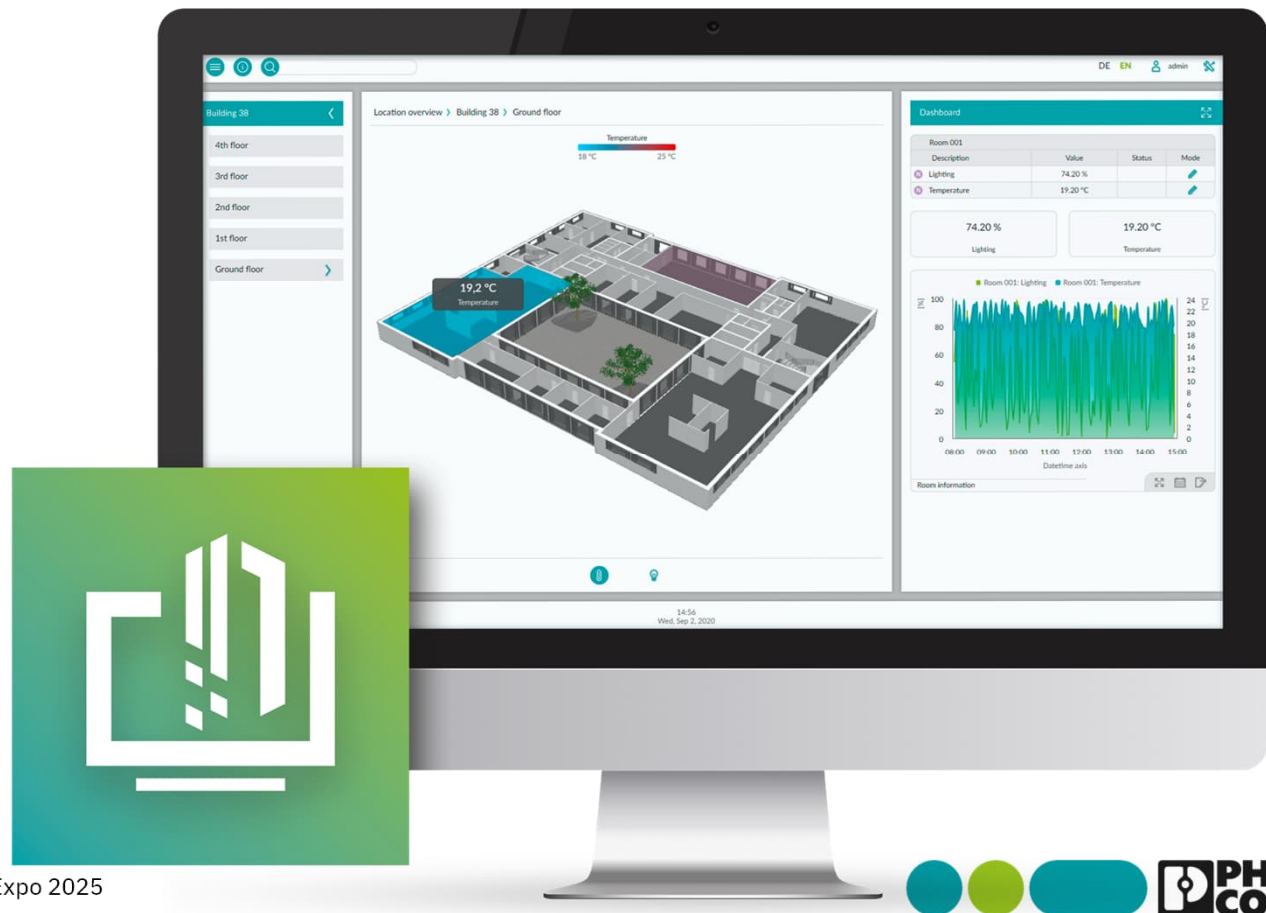 DE EN admin
Building 38
4th floor
3rd floor
2nd floor
1st floor
Ground floor
Location overview > Building 38 > Ground floor
Temperature
18 °C 25 °C
19,2 °C
Temperature
14:56
Wed, Sep 2, 2020
Dashboard
Room 001
Description Value Status Mode
Lighting 74.20 %
Temperature 19.20 °C
74.20 %
Lighting
19.20 °C
Temperature
Room 001: Lighting Room 001: Temperature
[%]
100
80
60
40
20
0
24
22
20
18
16
14
12
10
8
6
4
2
0
08:00 09:00 10:00 11:00 12:00 13:00 14:00 15:00
Datetime axis
Room information
Expo 2025
PH
CO